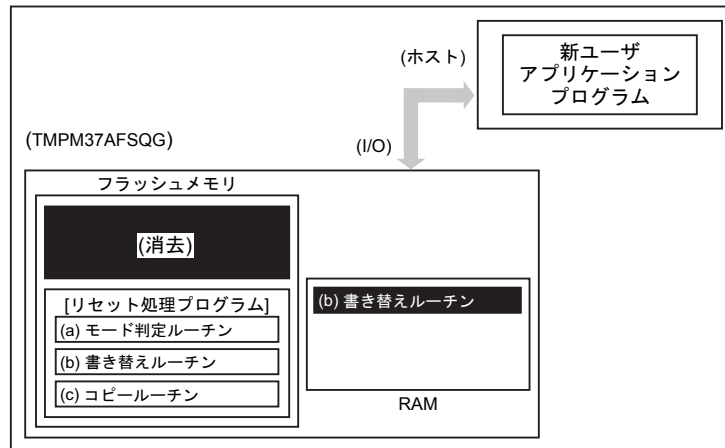 (ホスト)
新ユーザ
アプリケーション
プログラム
(TMPM37AFSQG)
(I/O)
フラッシュメモリ
(消去)
[リセット処理プログラム]
(a) モード判定ルーチン
(b) 書き替えルーチン
(c) コピールーチン
(b) 書き替えルーチン
RAM